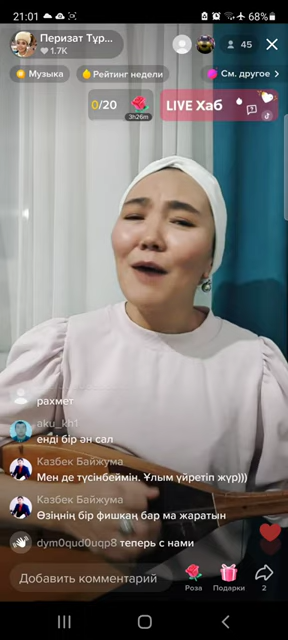 21:01
68%
Перизат Тұр...
1.7K
45
Музыка
Рейтинг недели
См. другое
0/20
3h26m
LIVE Хаб
рахмет
aku_kh1
енді бір ән сал
Казбек Байжума
Мен де түсінбеймін. Ұлым үйретіп жүр)))
Казбек Байжума
Өзіңнің бір фишкаң бар ма жаратын
dym0qud0uqp8 теперь с нами
Добавить комментарий
Роза
Подарки
2